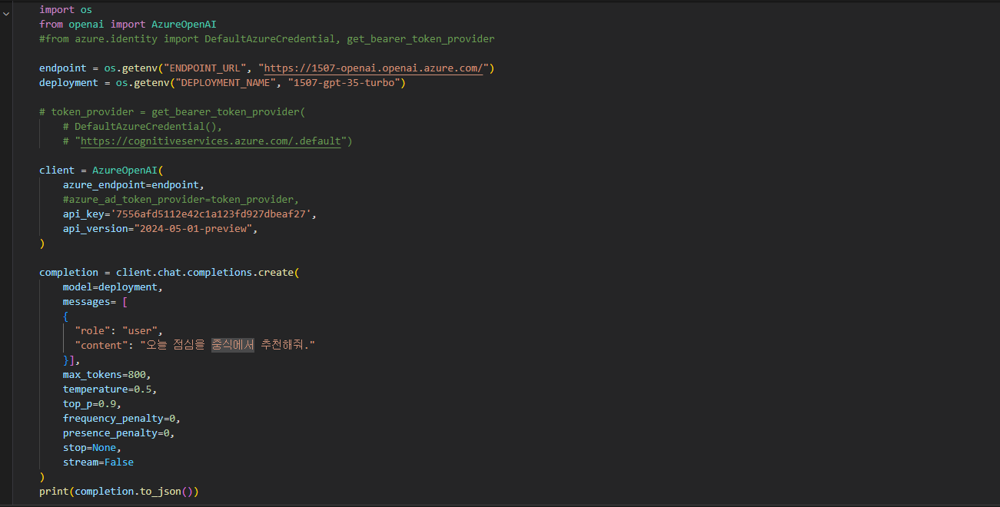 import os
from openai import AzureOpenAI
#from azure.identity import DefaultAzureCredential, get_bearer_token_provider
endpoint = os.getenv("ENDPOINT_URL", "https://1507-openai.openai.azure.com/")
deployment = os.getenv("DEPLOYMENT_NAME", "1507-gpt-35-turbo")
# token_provider = get_bearer_token_provider(
# DefaultAzureCredential(),
# "https://cognitiveservices.azure.com/.default")
client = AzureOpenAI(
azure_endpoint=endpoint,
#azure_ad_token_provider=token_provider,
api_key='7556afd5112e42c1a123fd927dbeaf27',
api_version="2024-05-01-preview",
)
completion = client.chat.completions.create(
model=deployment,
messages= [
{
"role": "user",
"content": "오늘 점심을 중식에서 추천해줘."
}],
max_tokens=800,
temperature=0.5,
top_p=0.9,
frequency_penalty=0,
presence_penalty=0,
stop=None,
stream=False
)
print(completion.to_json())